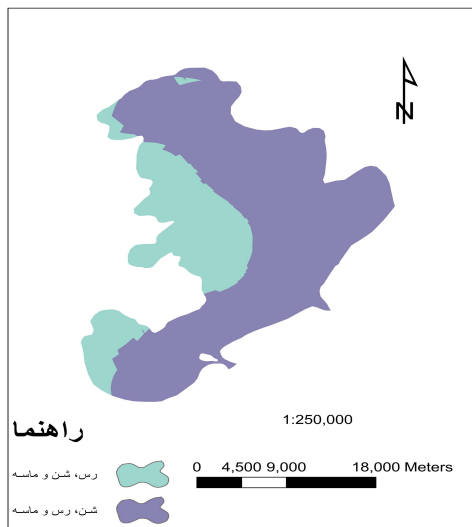 N
1:250,000
راهنما
رس، شن و ماسه
شن، رس و ماسه
0 4,500 9,000 18,000 Meters